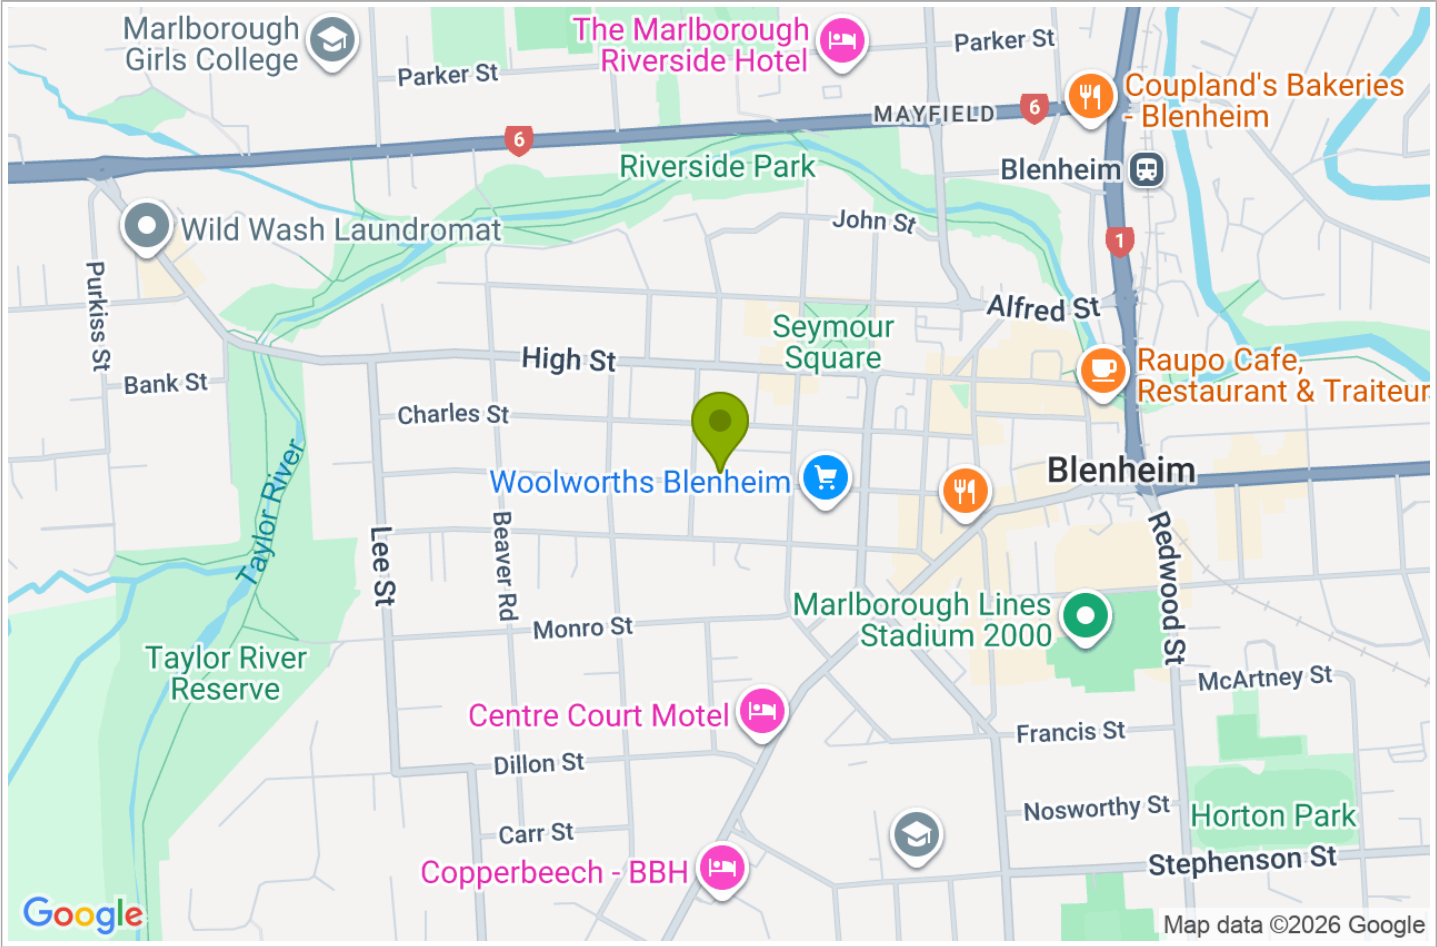 Marlborough
Girls College
The Marlborough
Riverside Hotel
Parker St
Parker St
Coupland's Bakeries
- Blenheim
6
MAYFIELD
6
Riverside Park
Blenheim
Wild Wash Laundromat
John St
1
Purkiss St
Alfred St
Seymour
Square
High St
Raupo Cafe,
Restaurant & Traiteur
Bank St
Charles St
Taylor River
Woolworths Blenheim
Blenheim
Lee St
Beaver Rd
Redwood St
Marlborough Lines
Stadium 2000
Monro St
Taylor River
Reserve
McArtney St
Centre Court Motel
Francis St
Dillon St
Nosworthy St
Horton Park
Carr St
Stephenson St
Copperbeech - BBH
Google
Map data ©2026 Google